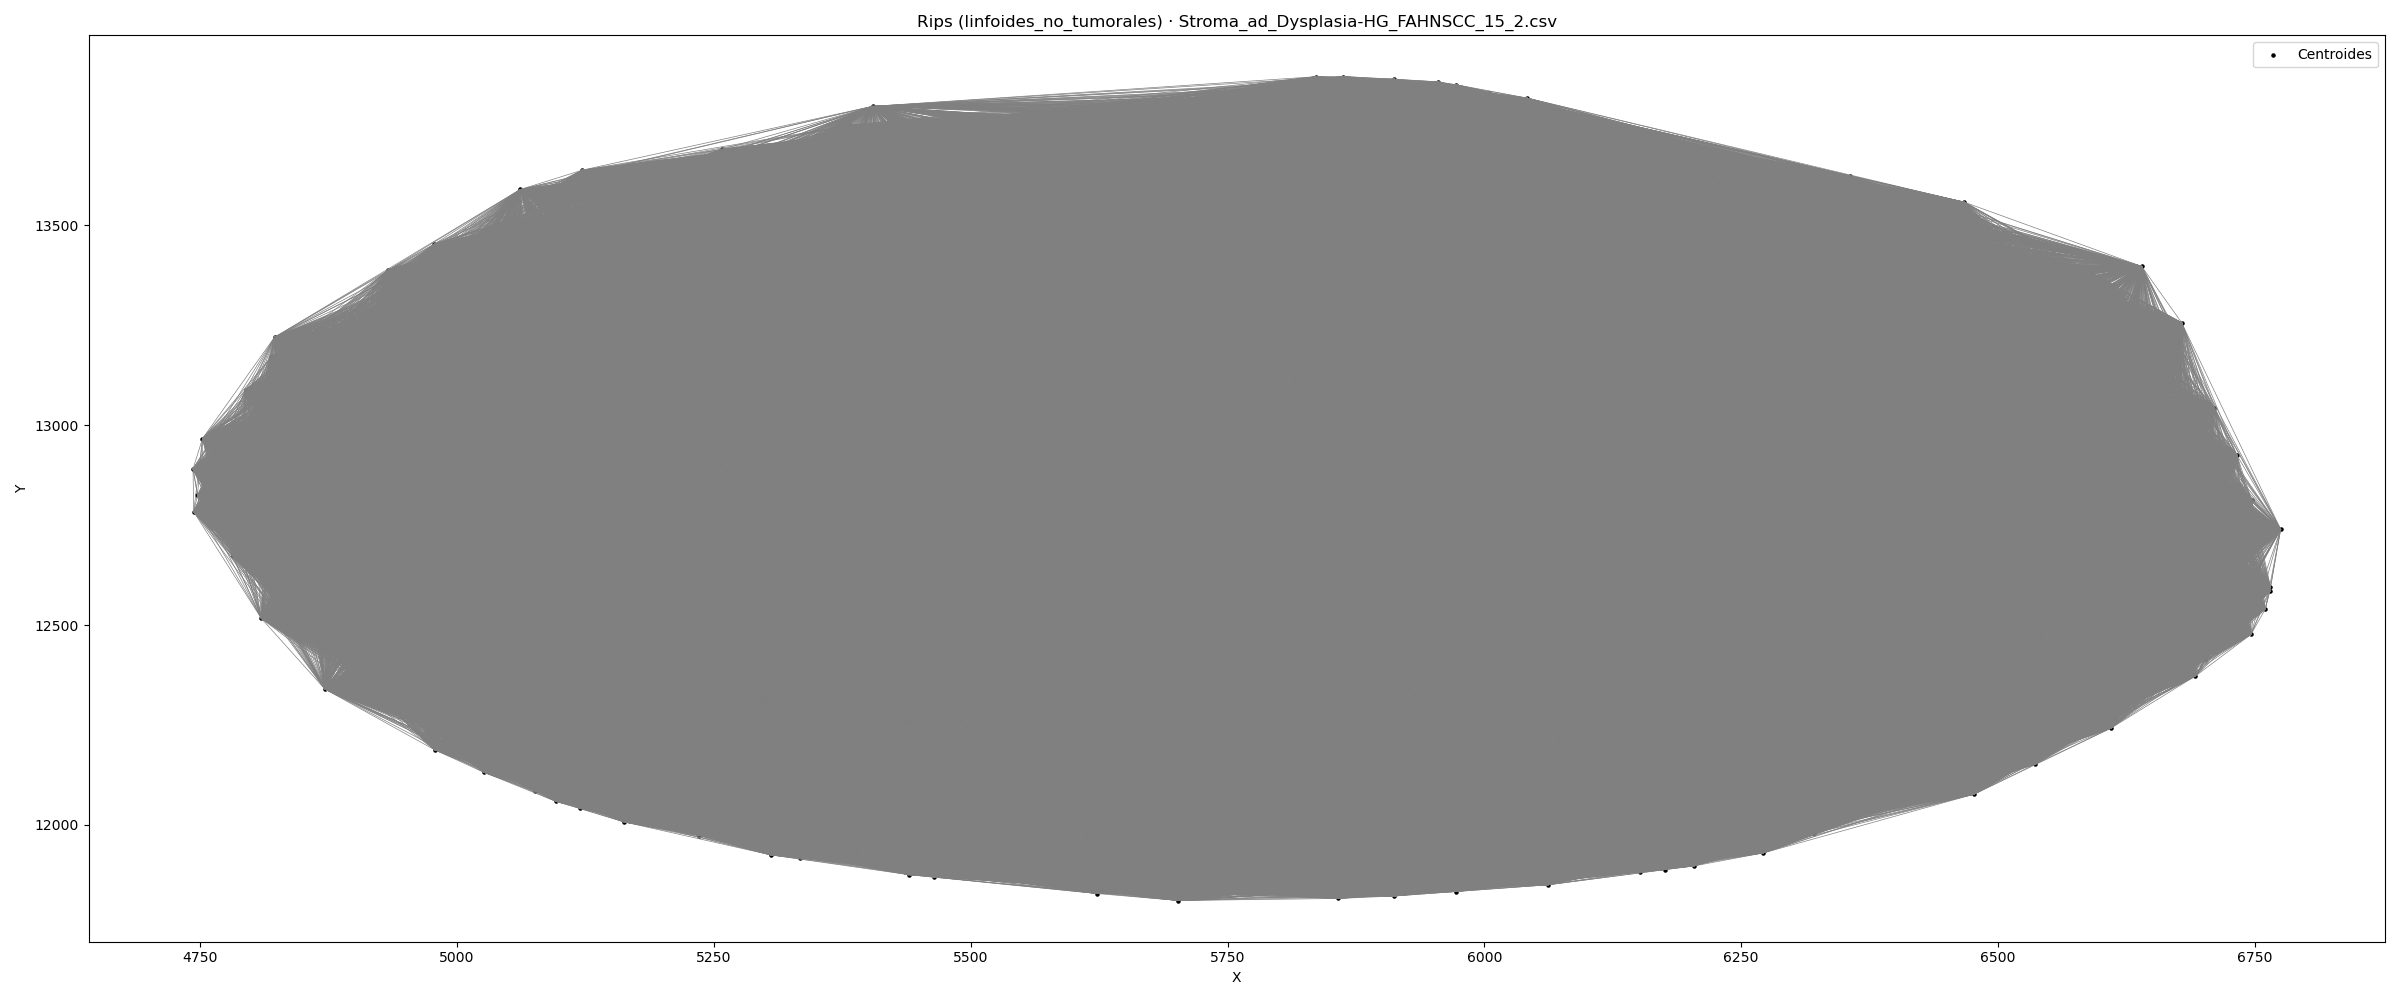 Rips (linfoides_no_tumorales) · Stroma_ad_Dysplasia-HG_FAHNSCC_15_2.csv
Centroides
13500
13000
12500
12000
Y
4750 5000 5250 5500 5750 6000 6250 6500 6750
X